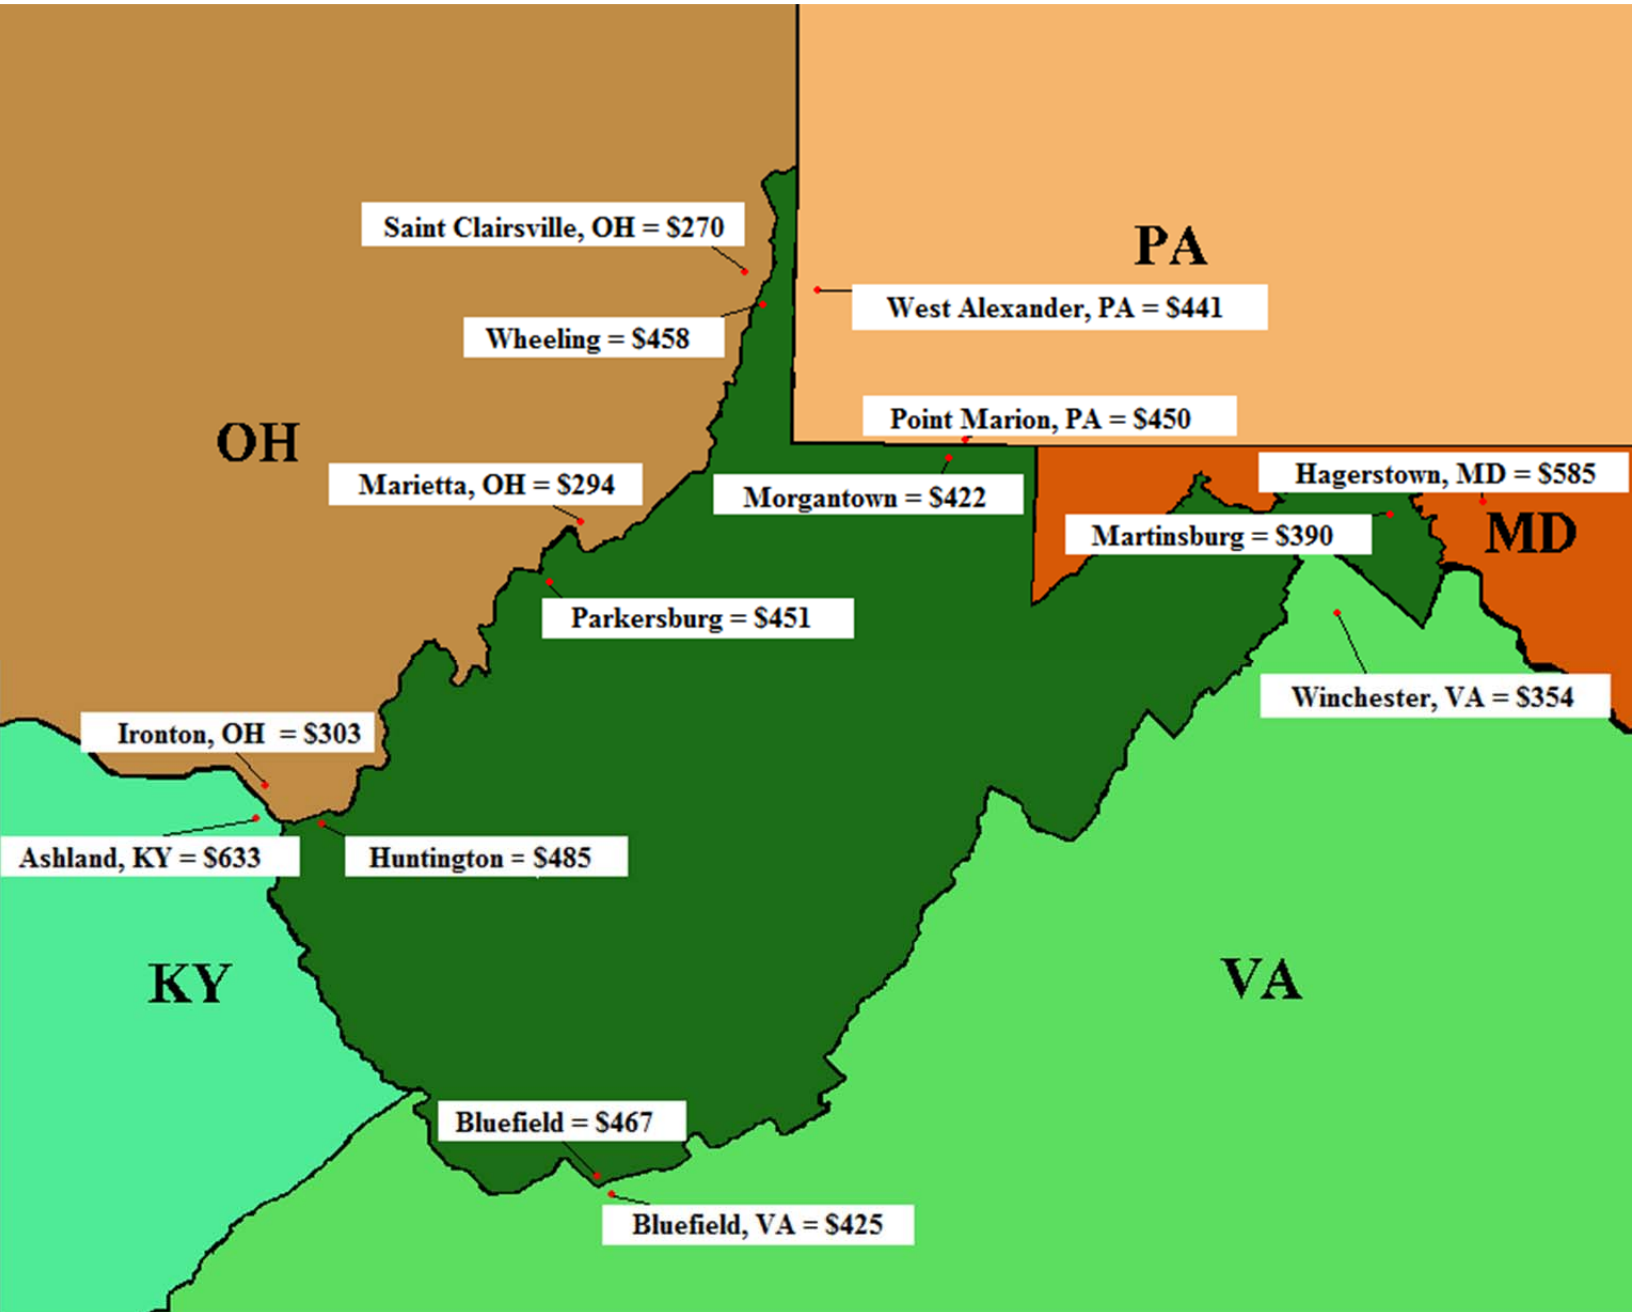 Saint Clairsville, OH = $270
PA
West Alexander, PA = $441
Wheeling = $458
Point Marion, PA = $450
OH
Marietta, OH = $294
Morgantown = $422
Hagerstown, MD = $585
MD
Martinsburg = $390
Parkersburg = $451
Winchester, VA = $354
Ironton, OH = $303
Ashland, KY = $633
Huntington = $485
KY
VA
Bluefield = $467
Bluefield, VA = $425